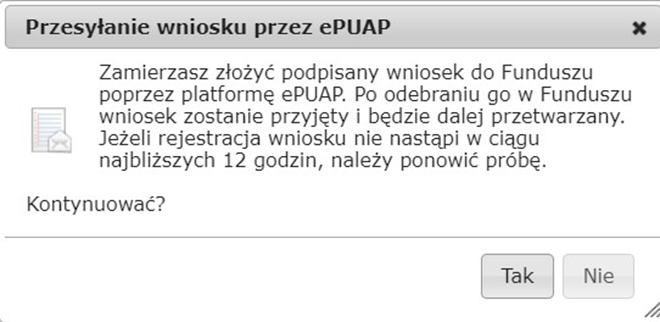 Przesyłanie wniosku przez ePUAP
Zamierzasz złożyć podpisany wniosek do Funduszu
poprzez platformę ePUAP. Po odebraniu go w Funduszu
wniosek zostanie przyjęty i będzie dalej przetwarzany.
Jeżeli rejestracja wniosku nie nastąpi w ciągu
najbliższych 12 godzin, należy ponowić próbę.
Kontynuować?
Tak Nie